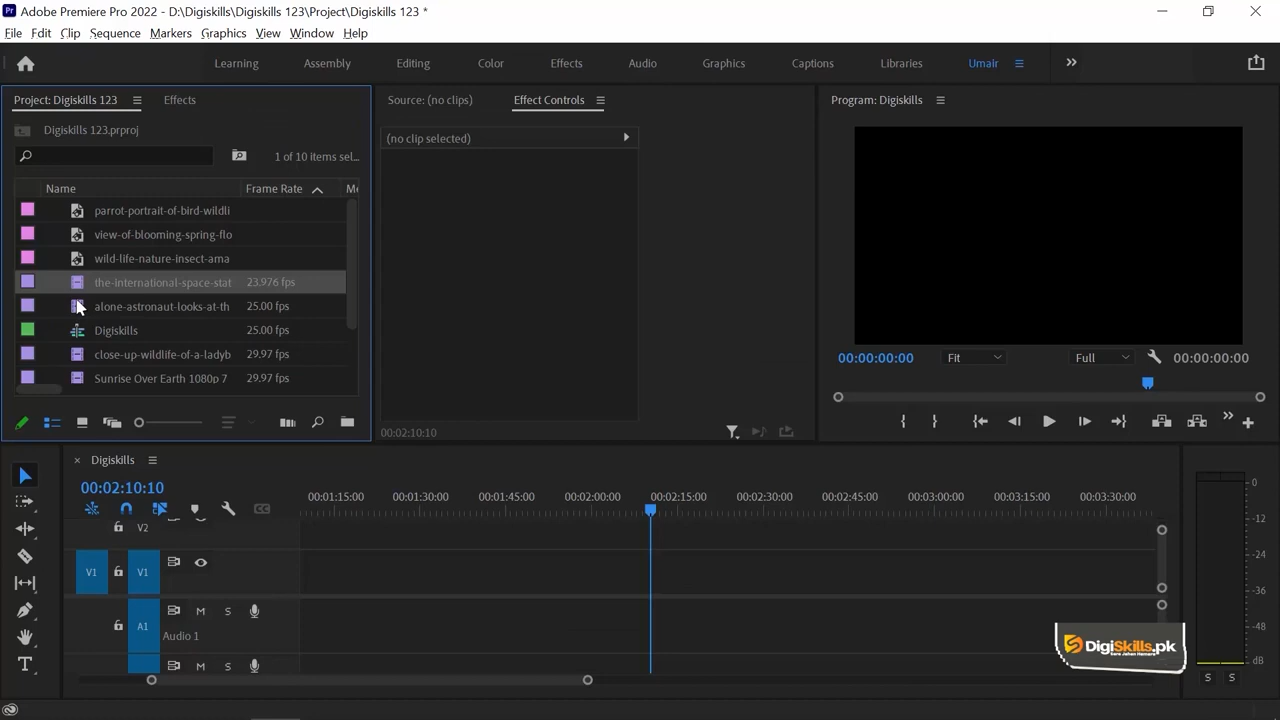 Adobe Premiere Pro 2022 - D:\Digiskills\Digiskills 123\Project\Digiskills 123 *
File Edit Clip Sequence Markers Graphics View Window Help
Learning Assembly Editing Color Effects Audio Graphics Captions Libraries Umair
Project: Digiskills 123 Effects
Source: (no clips) Effect Controls
Program: Digiskills
Digiskills 123.prproj
(no clip selected)
1 of 10 items sel...
Name Frame Rate Me
parrot-portrait-of-bird-wildli
view-of-blooming-spring-flo
wild-life-nature-insect-ama
the-international-space-stat 23.976 fps
alone-astronaut-looks-at-th 25.00 fps
Digiskills 25.00 fps
close-up-wildlife-of-a-ladyb 29.97 fps
Sunrise Over Earth 1080p 7 29.97 fps
00:00:00:00 Fit Full 00:00:00:00
00:02:10:10
Digiskills
00:02:10:10
00:01:15:00 00:01:30:00 00:01:45:00 00:02:00:00 00:02:15:00 00:02:30:00 00:02:45:00 00:03:00:00 00:03:15:00 00:03:30:00
V2
V1 V1
A1 M S
Audio 1
M S
0
-12
-24
-36
-48
dB
S S
DigiSkills.pk